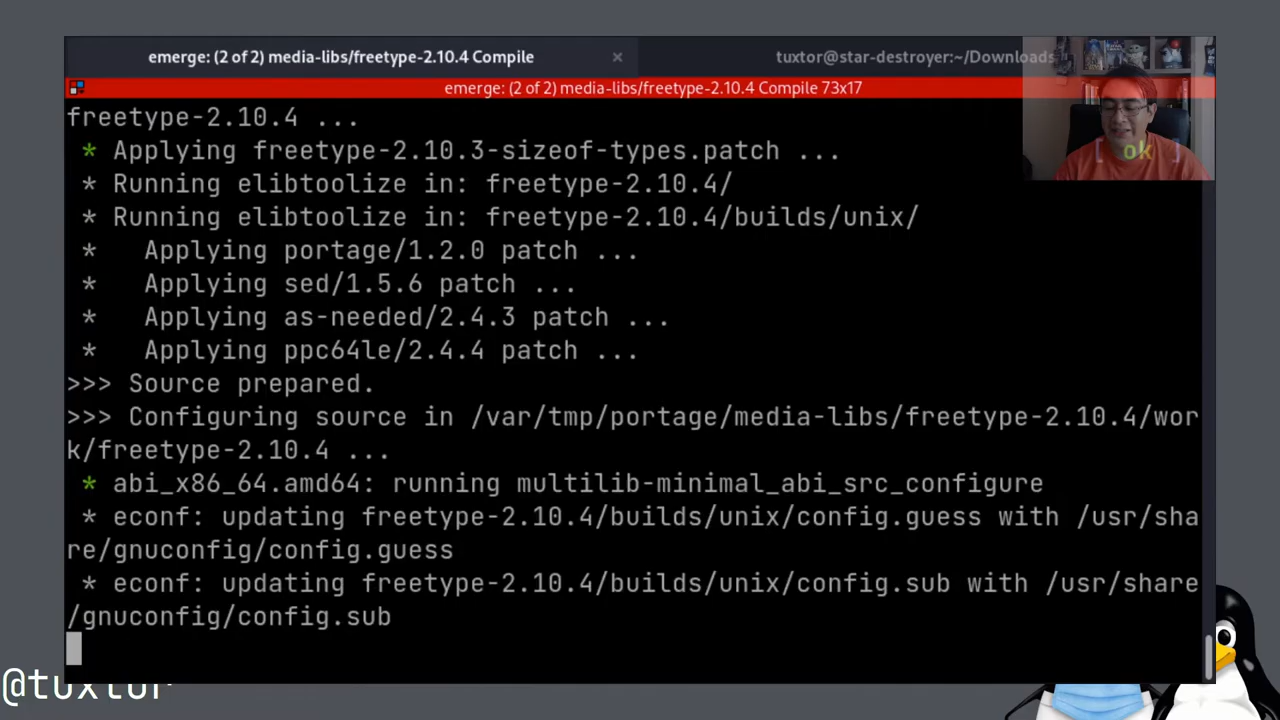 emerge: (2 of 2) media-libs/freetype-2.10.4 Compile × tuxtor@star-destroyer:~/Downloads
emerge: (2 of 2) media-libs/freetype-2.10.4 Compile 73x17
freetype-2.10.4 ...
* Applying freetype-2.10.3-sizeof-types.patch ... [ ok ]
* Running elibtoolize in: freetype-2.10.4/
* Running elibtoolize in: freetype-2.10.4/builds/unix/
*   Applying portage/1.2.0 patch ...
*   Applying sed/1.5.6 patch ...
*   Applying as-needed/2.4.3 patch ...
*   Applying ppc64le/2.4.4 patch ...
>>> Source prepared.
>>> Configuring source in /var/tmp/portage/media-libs/freetype-2.10.4/wor
k/freetype-2.10.4 ...
* abi_x86_64.amd64: running multilib-minimal_abi_src_configure
* econf: updating freetype-2.10.4/builds/unix/config.guess with /usr/sha
re/gnuconfig/config.guess
* econf: updating freetype-2.10.4/builds/unix/config.sub with /usr/share
/gnuconfig/config.sub
@tuxtor